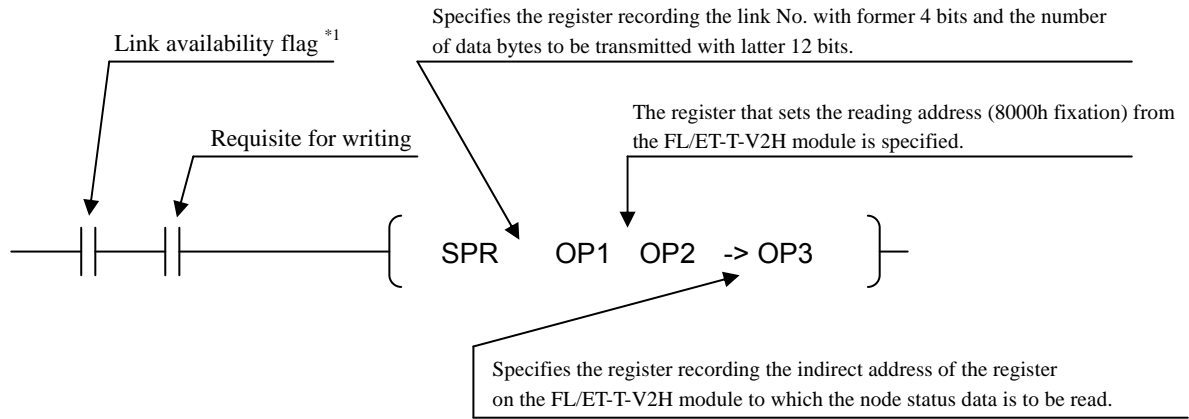 Specifies the register recording the link No. with former 4 bits and the number
of data bytes to be transmitted with latter 12 bits.
Link availability flag *1
The register that sets the reading address (8000h fixation) from
the FL/ET-T-V2H module is specified.
Requisite for writing
SPR OP1 OP2 -> OP3
Specifies the register recording the indirect address of the register
on the FL/ET-T-V2H module to which the node status data is to be read.